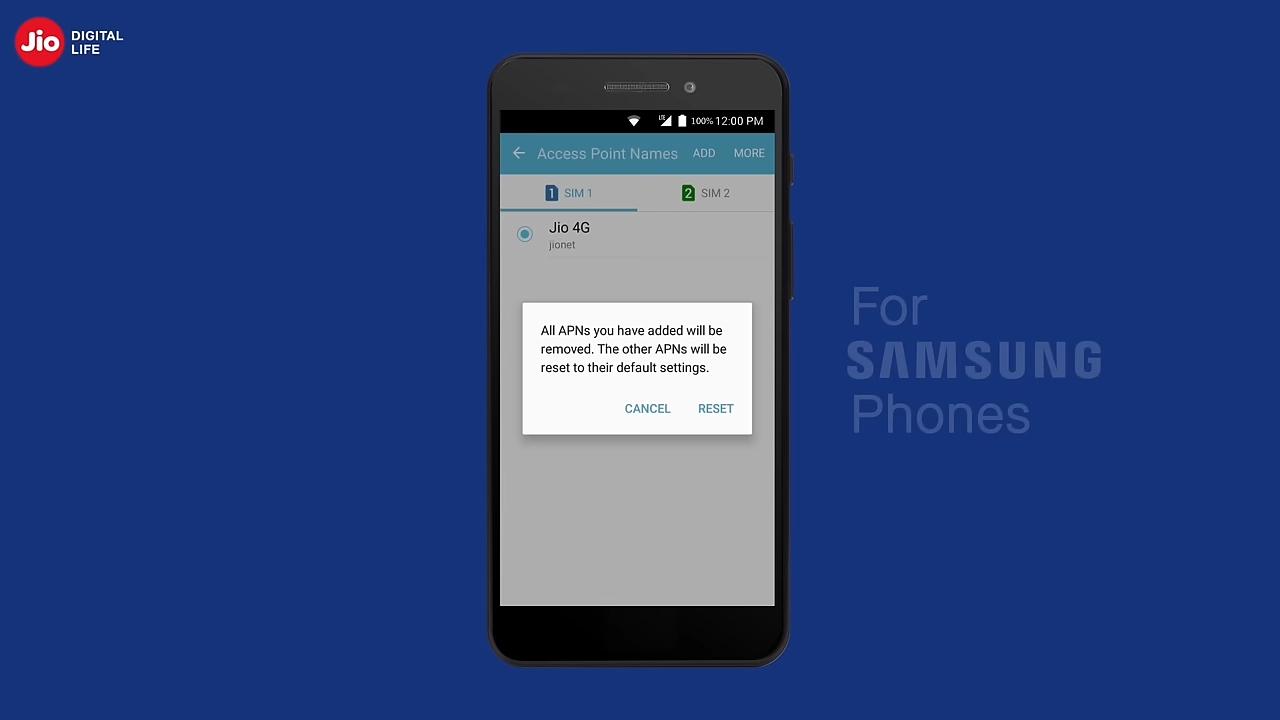 Jio DIGITAL
LIFE
LTE 100% 12:00 PM
Access Point Names ADD MORE
1 SIM 1 2 SIM 2
Jio 4G
jionet
All APNs you have added will be
removed. The other APNs will be
reset to their default settings.
CANCEL RESET
For
SAMSUNG
Phones